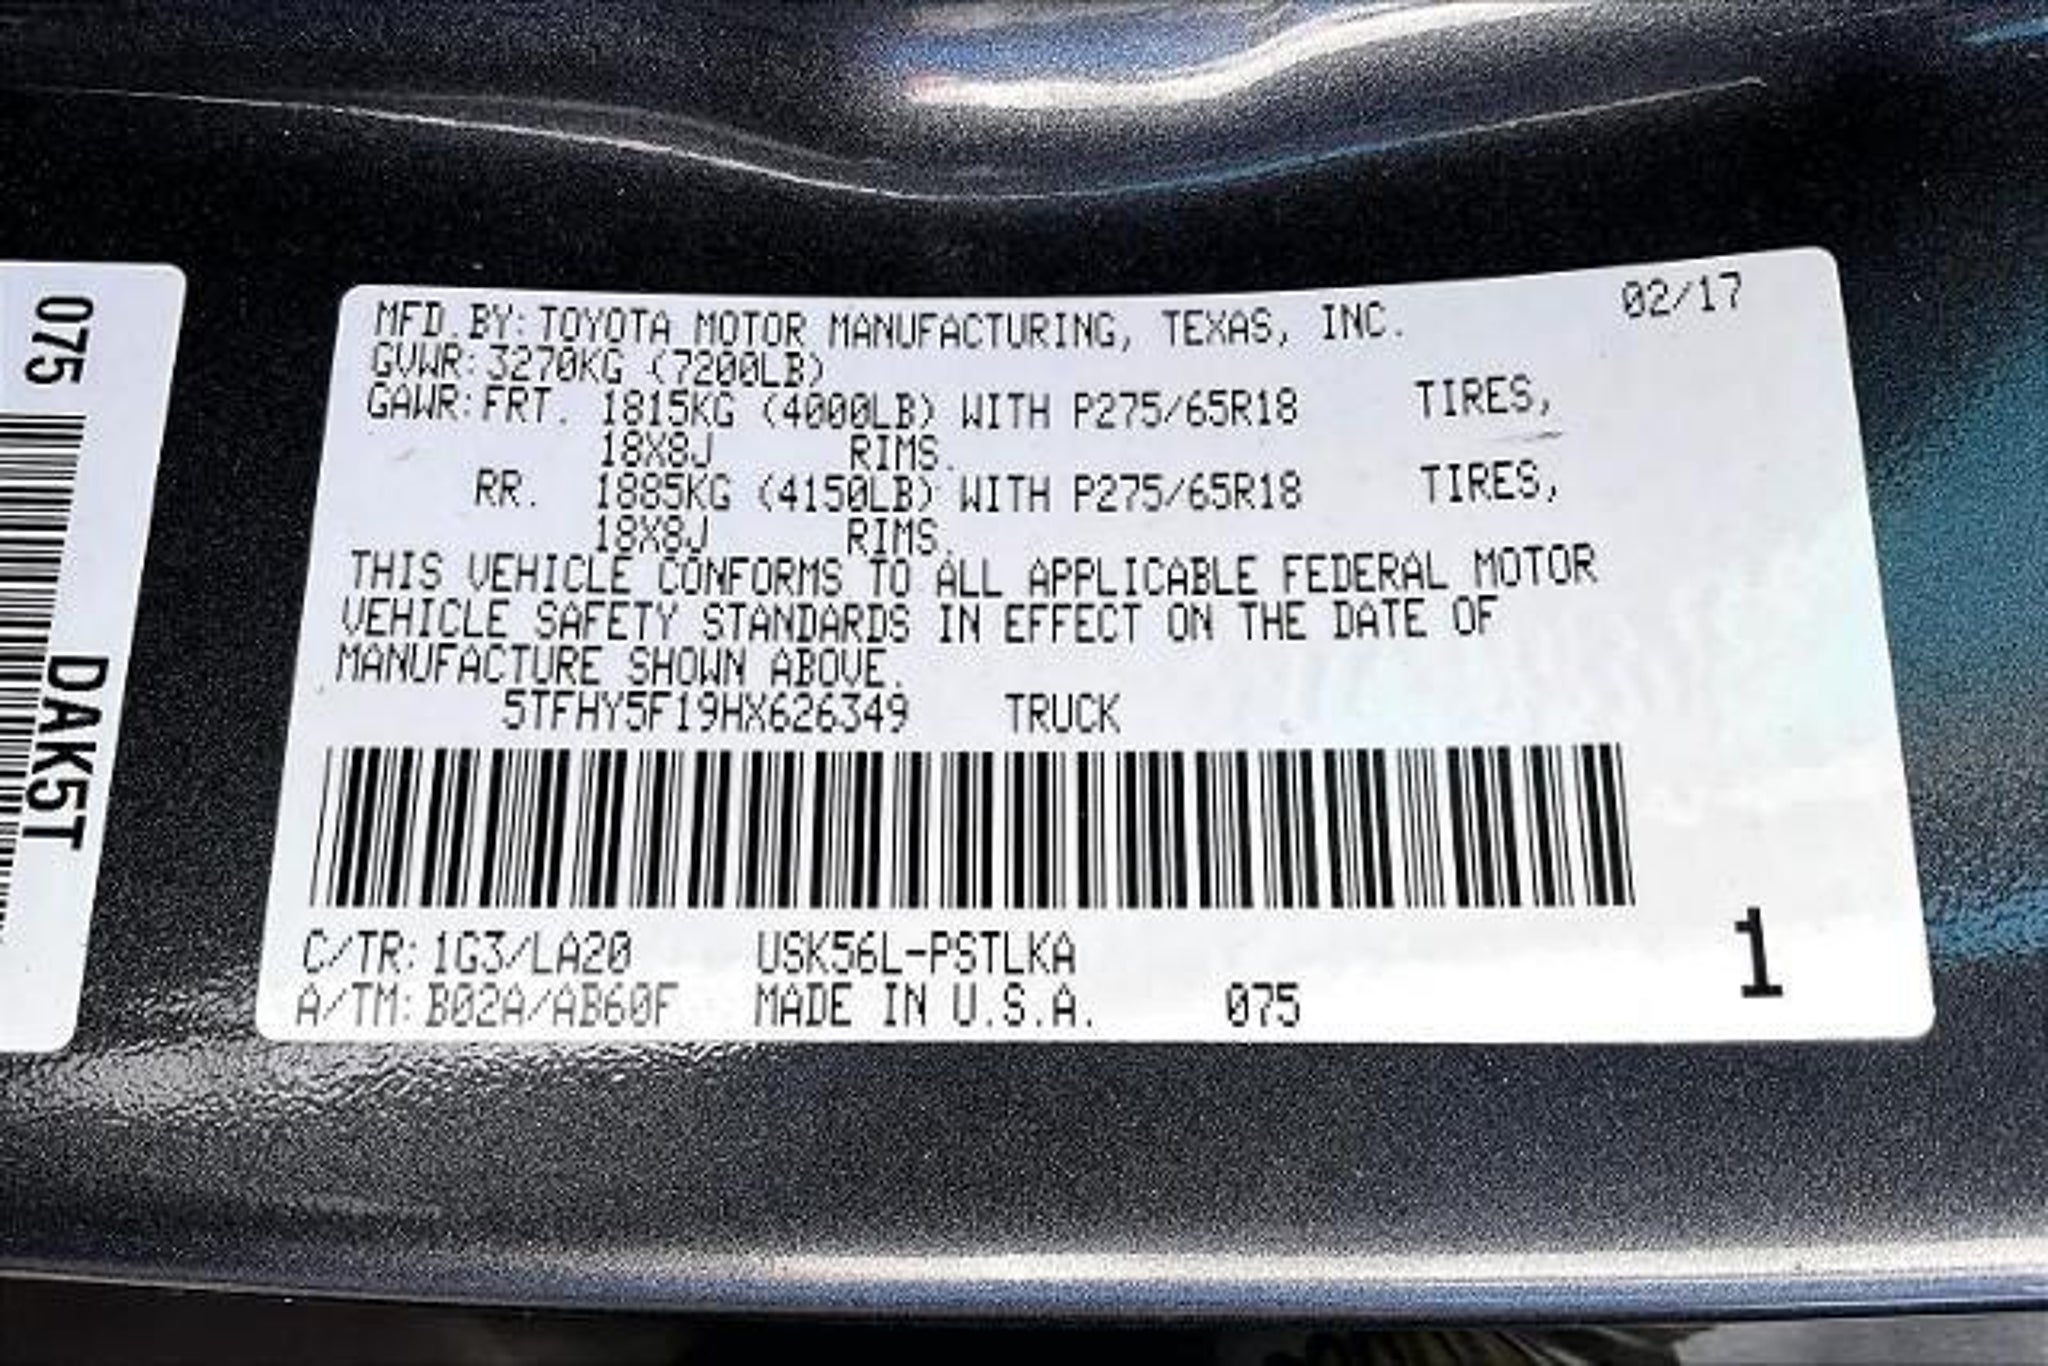 075
DAK5T
MFD.BY:TOYOTA MOTOR MANUFACTURING, TEXAS, INC. 02/17
GVWR:3270KG (7200LB)
GAWR:FRT. 1815KG (4000LB) WITH P275/65R18 TIRES,
18X8J RIMS.
RR. 1885KG (4150LB) WITH P275/65R18 TIRES,
18X8J RIMS.
THIS VEHICLE CONFORMS TO ALL APPLICABLE FEDERAL MOTOR
VEHICLE SAFETY STANDARDS IN EFFECT ON THE DATE OF
MANUFACTURE SHOWN ABOVE.
5TFHY5F19HX626349 TRUCK
C/TR:1G3/LA20 USK56L-PSTLKA
A/TM:B02A/AB60F MADE IN U.S.A. 075
1